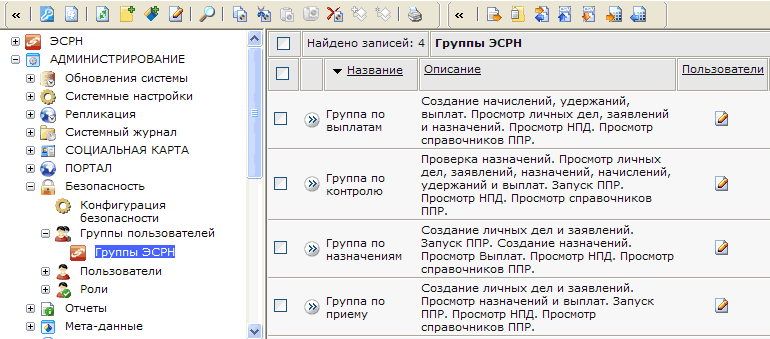 ЭСРН
АДМИНИСТРИРОВАНИЕ
Обновления системы
Системные настройки
Репликация
Системный журнал
СОЦИАЛЬНАЯ КАРТА
ПОРТАЛ
Безопасность
Конфигурация
безопасности
Группы пользователей
Группы ЭСРН
Пользователи
Роли
Отчеты
Мета-данные
Найдено записей: 4 Группы ЭСРН
Название Описание Пользователи
Группа по
выплатам
Создание начислений, удержаний,
выплат. Просмотр личных дел, заявлений
и назначений. Просмотр НПД. Просмотр
справочников ППР.
Группа по
контролю
Проверка назначений. Просмотр личных
дел, заявлений, назначений, начислений,
удержаний и выплат. Запуск ППР.
Просмотр НПД. Просмотр справочников
ППР.
Группа по
назначениям
Создание личных дел и заявлений.
Запуск ППР. Создание назначений.
Просмотр Выплат. Просмотр НПД. Просмотр
справочников ППР.
Группа по
приему
Создание личных дел и заявлений.
Просмотр назначений и выплат. Запуск
ППР. Просмотр НПД. Просмотр
справочников ППР.